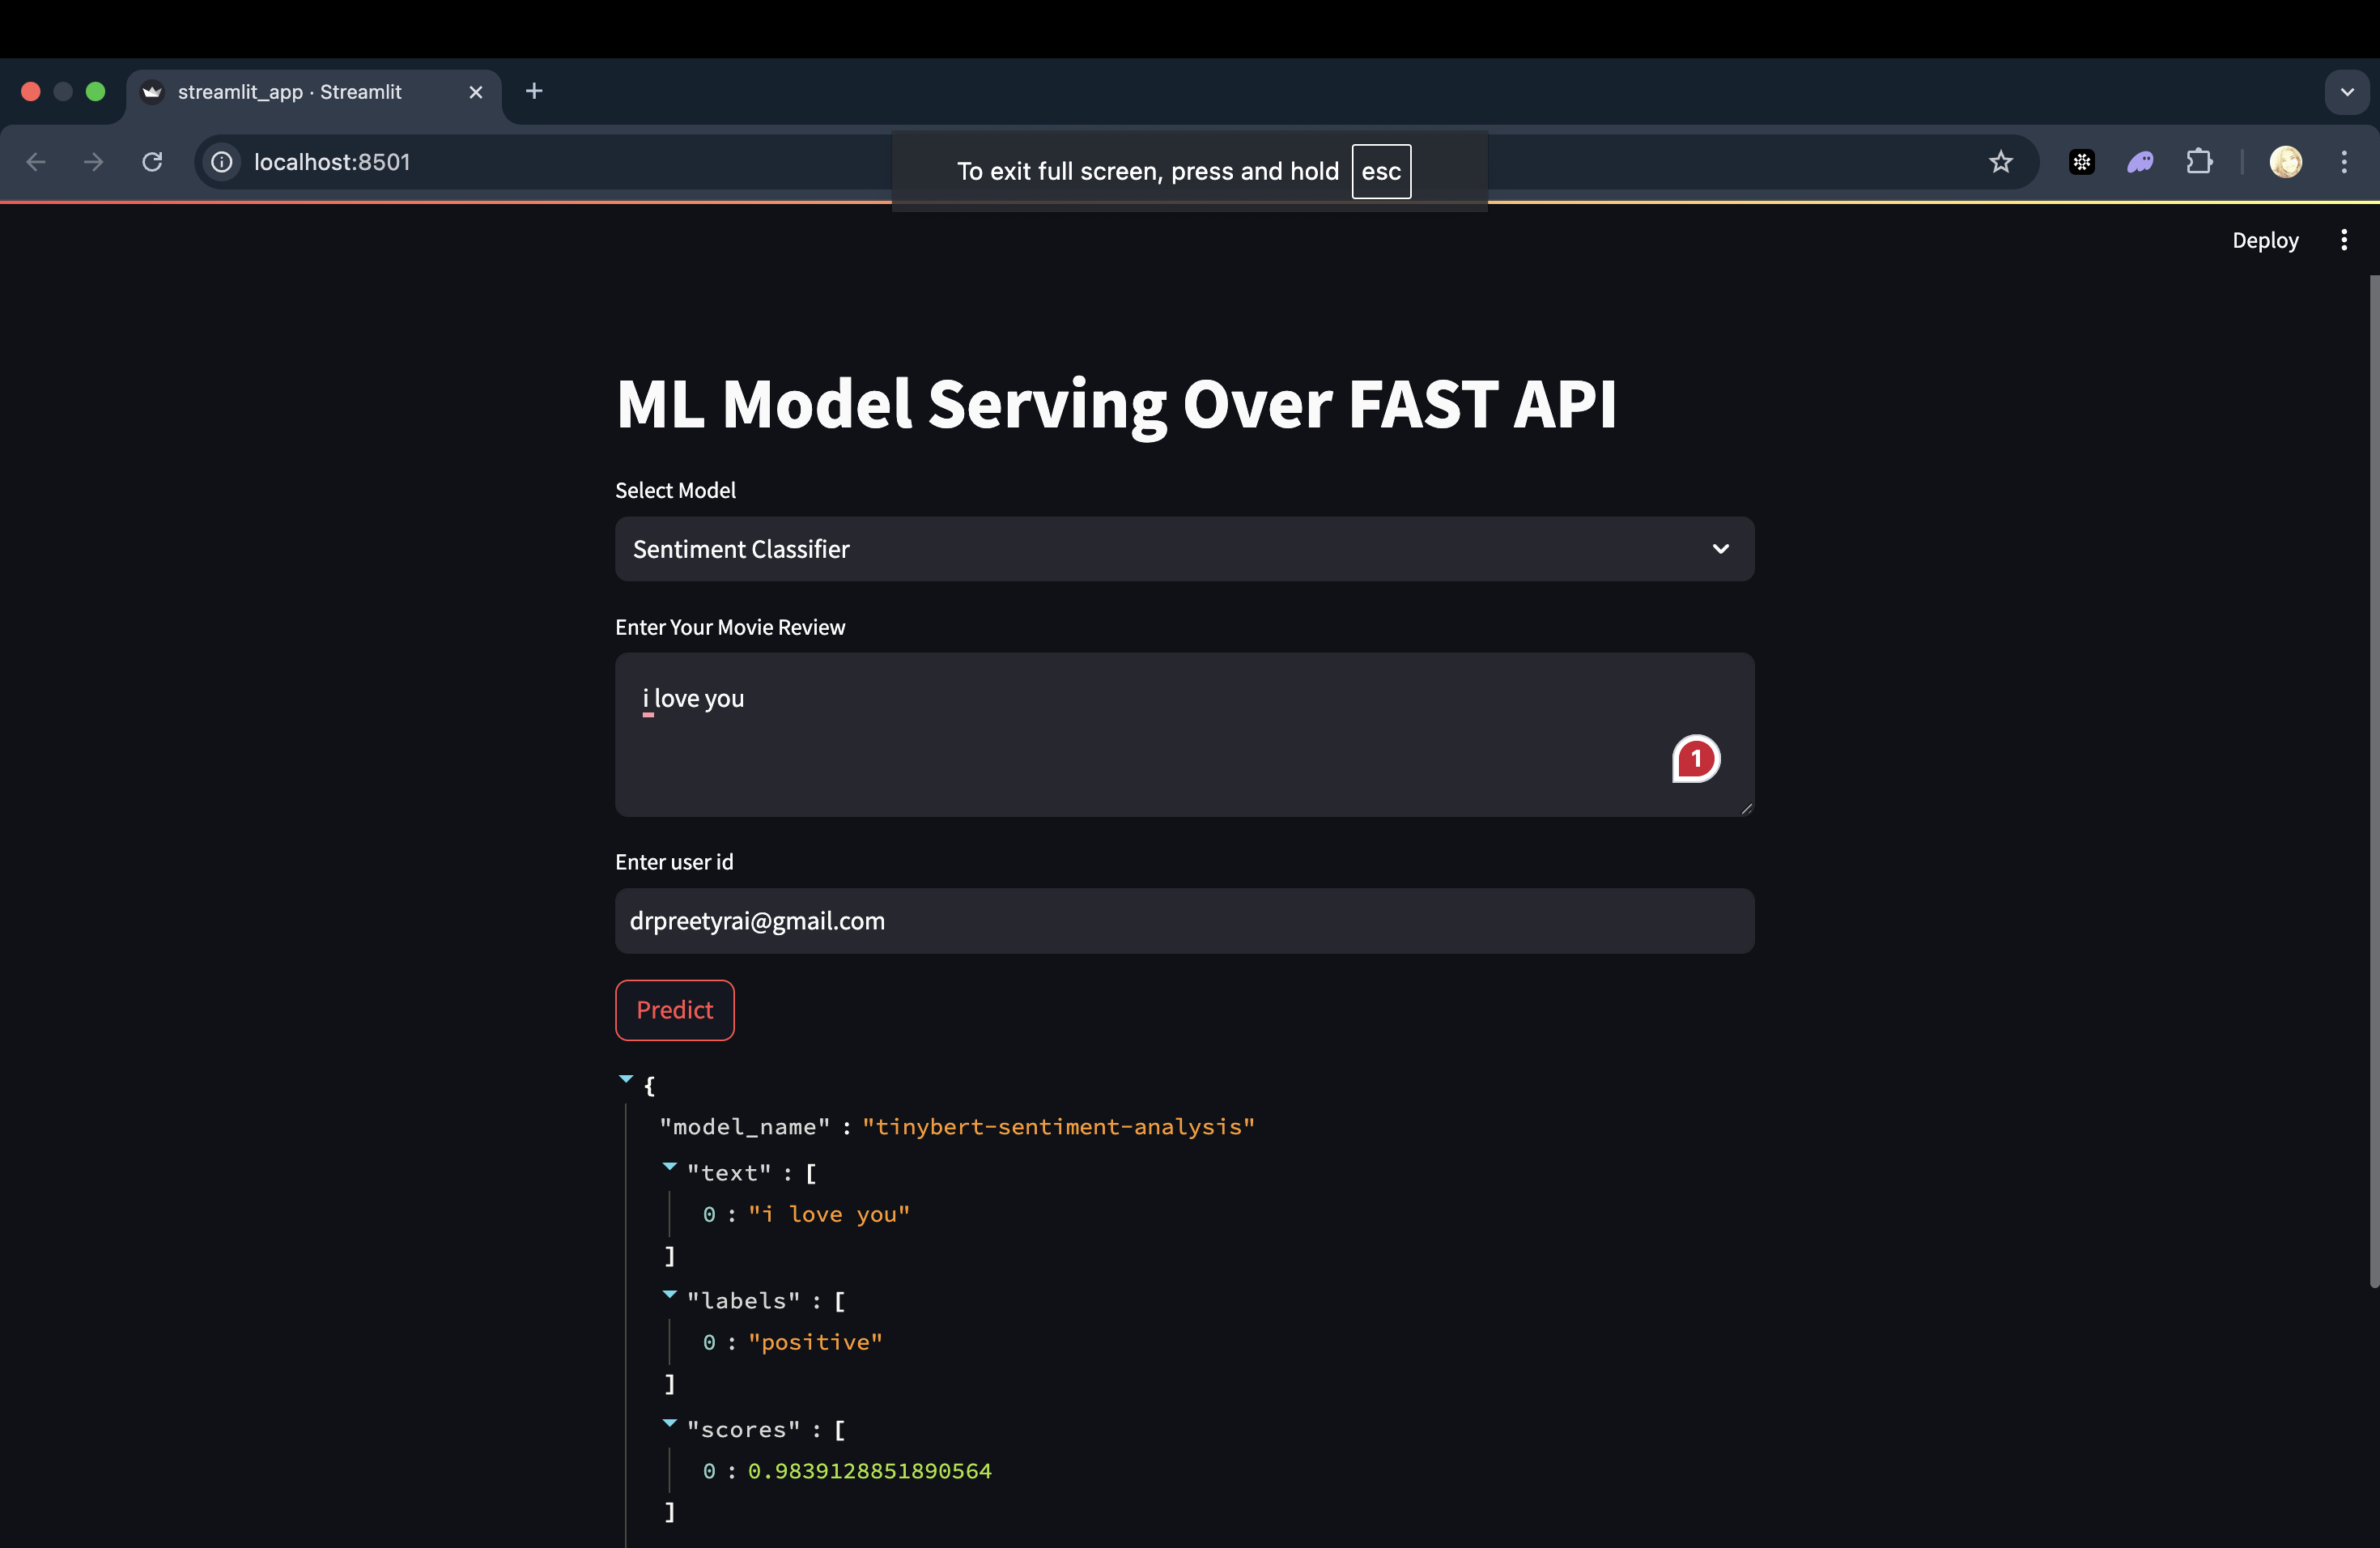 streamlit_app · Streamlit
localhost:8501
To exit full screen, press and hold esc
Deploy
ML Model Serving Over FAST API
Select Model
Sentiment Classifier
Enter Your Movie Review
i love you
1
Enter user id
drpreetyrai@gmail.com
Predict
{
"model_name" : "tinybert-sentiment-analysis"
"text" : [
0 : "i love you"
]
"labels" : [
0 : "positive"
]
"scores" : [
0 : 0.9839128851890564
]